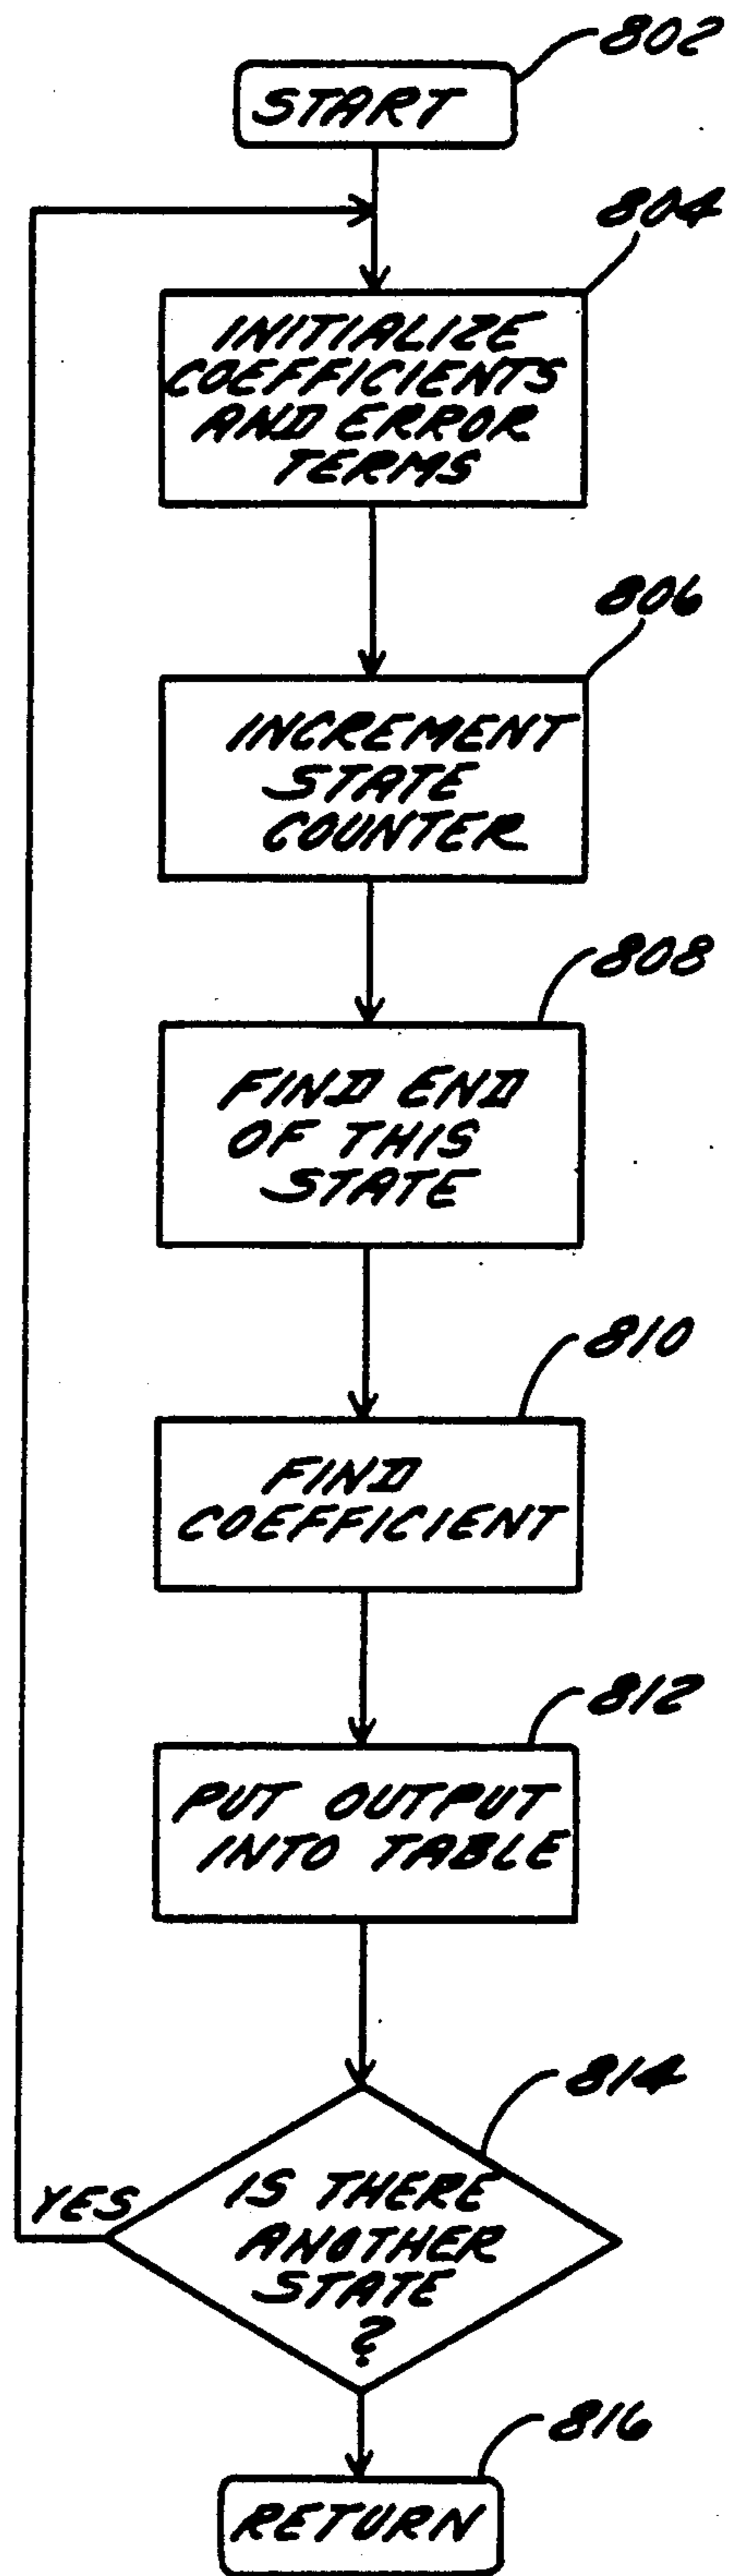 802
START
804
INITIALIZE
COEFFICIENTS
AND ERROR
TERMS
806
INCREMENT
STATE
COUNTER
808
FIND END
OF THIS
STATE
810
FIND
COEFFICIENT
812
PUT OUTPUT
INTO TABLE
814
YES
IS THERE
ANOTHER
STATE
?
816
RETURN